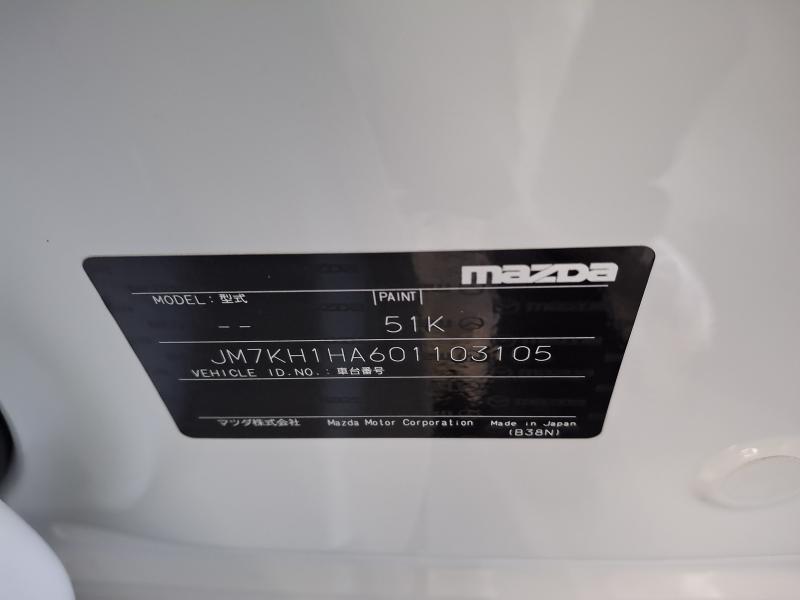 mazda
MODEL: 型式 PAINT
-- 51K
JM7KH1HA601103105
VEHICLE ID.NO.: 車台番号
マツダ株式会社 Mazda Motor Corporation Made in Japan
(B38N)